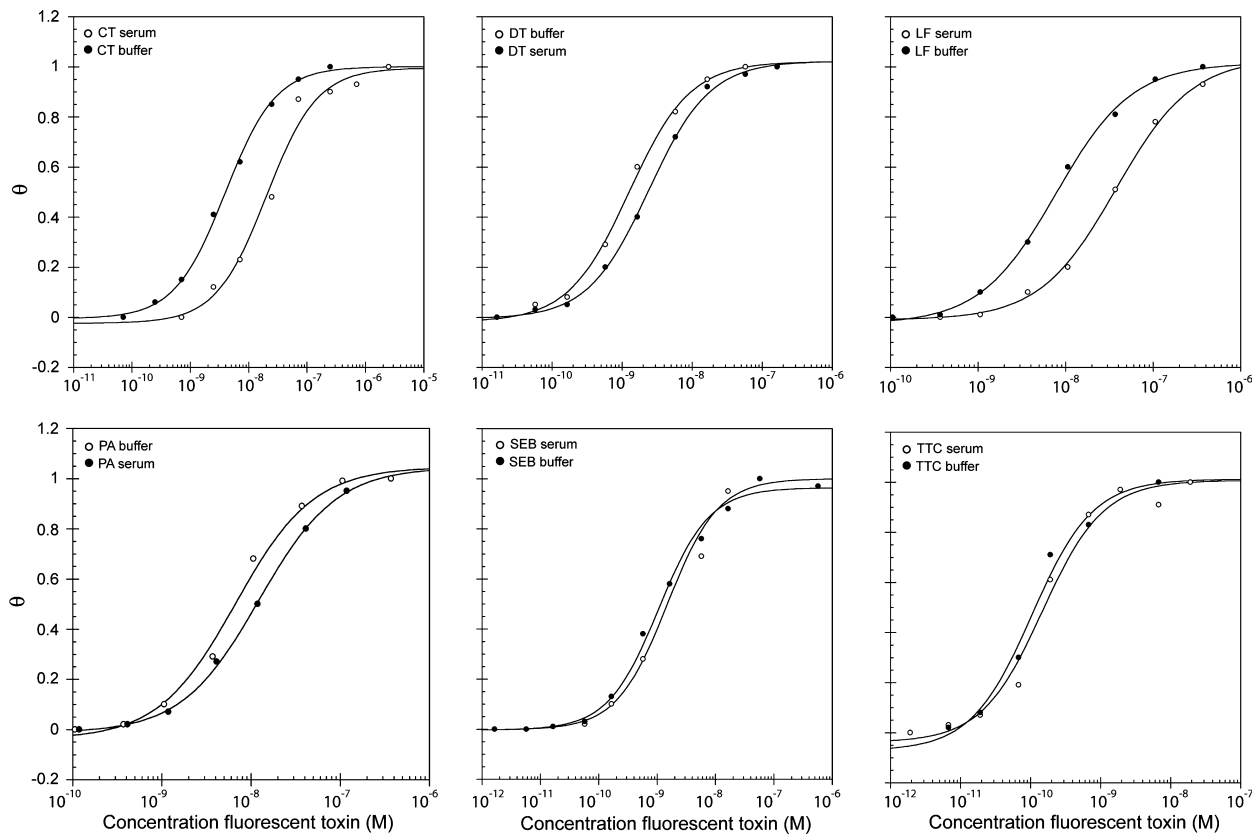 1.2
1
0.8
0.6
0.4
0.2
0
-0.2
θ
CT serum
CT buffer
10⁻¹¹ 10⁻¹⁰ 10⁻⁹ 10⁻⁸ 10⁻⁷ 10⁻⁶ 10⁻⁵
DT buffer
DT serum
10⁻¹¹ 10⁻¹⁰ 10⁻⁹ 10⁻⁸ 10⁻⁷ 10⁻⁶
LF serum
LF buffer
10⁻¹⁰ 10⁻⁹ 10⁻⁸ 10⁻⁷ 10⁻⁶
1.2
1
0.8
0.6
0.4
0.2
0
-0.2
θ
PA buffer
PA serum
10⁻¹⁰ 10⁻⁹ 10⁻⁸ 10⁻⁷ 10⁻⁶
Concentration fluorescent toxin (M)
SEB serum
SEB buffer
10⁻¹² 10⁻¹¹ 10⁻¹⁰ 10⁻⁹ 10⁻⁸ 10⁻⁷ 10⁻⁶
Concentration fluorescent toxin (M)
TTC serum
TTC buffer
10⁻¹² 10⁻¹¹ 10⁻¹⁰ 10⁻⁹ 10⁻⁸ 10⁻⁷
Concentration fluorescent toxin (M)